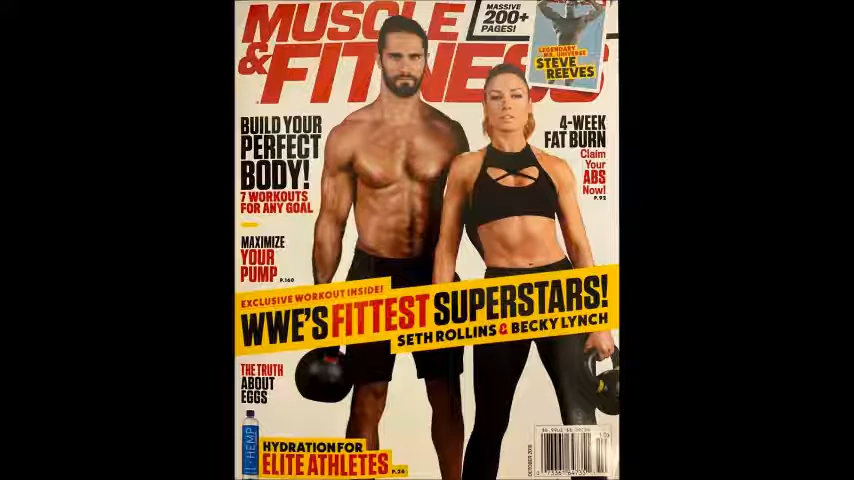 MUSCLE
& FITNESS
MASSIVE
200+
PAGES!
LEGENDARY
MR. UNIVERSE
STEVE
REEVES
BUILD YOUR
PERFECT
BODY!
7 WORKOUTS
FOR ANY GOAL
4-WEEK
FAT BURN
Claim
Your
ABS
Now!
P.92
MAXIMIZE
YOUR
PUMP P.160
EXCLUSIVE WORKOUT INSIDE!
WWE'S FITTEST SUPERSTARS!
SETH ROLLINS & BECKY LYNCH
THE TRUTH
ABOUT
EGGS
HEMP
HYDRATION FOR
ELITE ATHLETES P.26